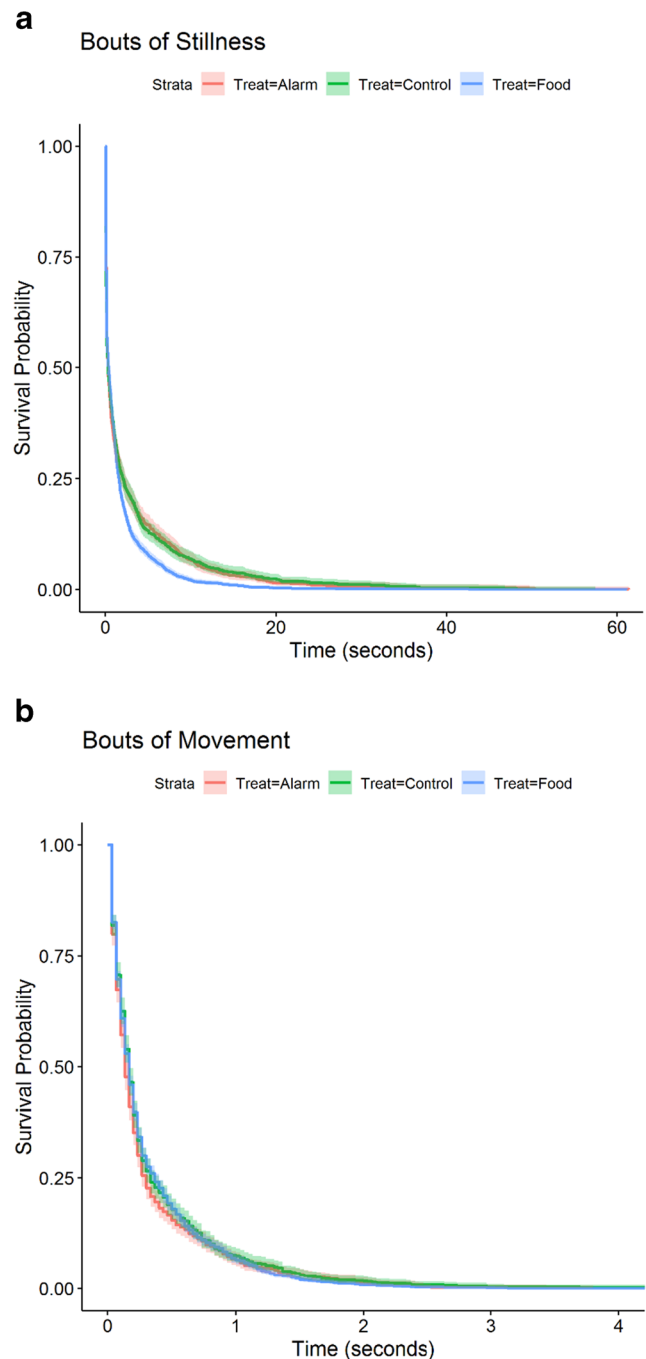 a
Bouts of Stillness
Strata Treat=Alarm Treat=Control Treat=Food
1.00
0.75
0.50
0.25
0.00
Survival Probability
0 20 40 60
Time (seconds)
b
Bouts of Movement
Strata Treat=Alarm Treat=Control Treat=Food
1.00
0.75
0.50
0.25
0.00
Survival Probability
0 1 2 3 4
Time (seconds)